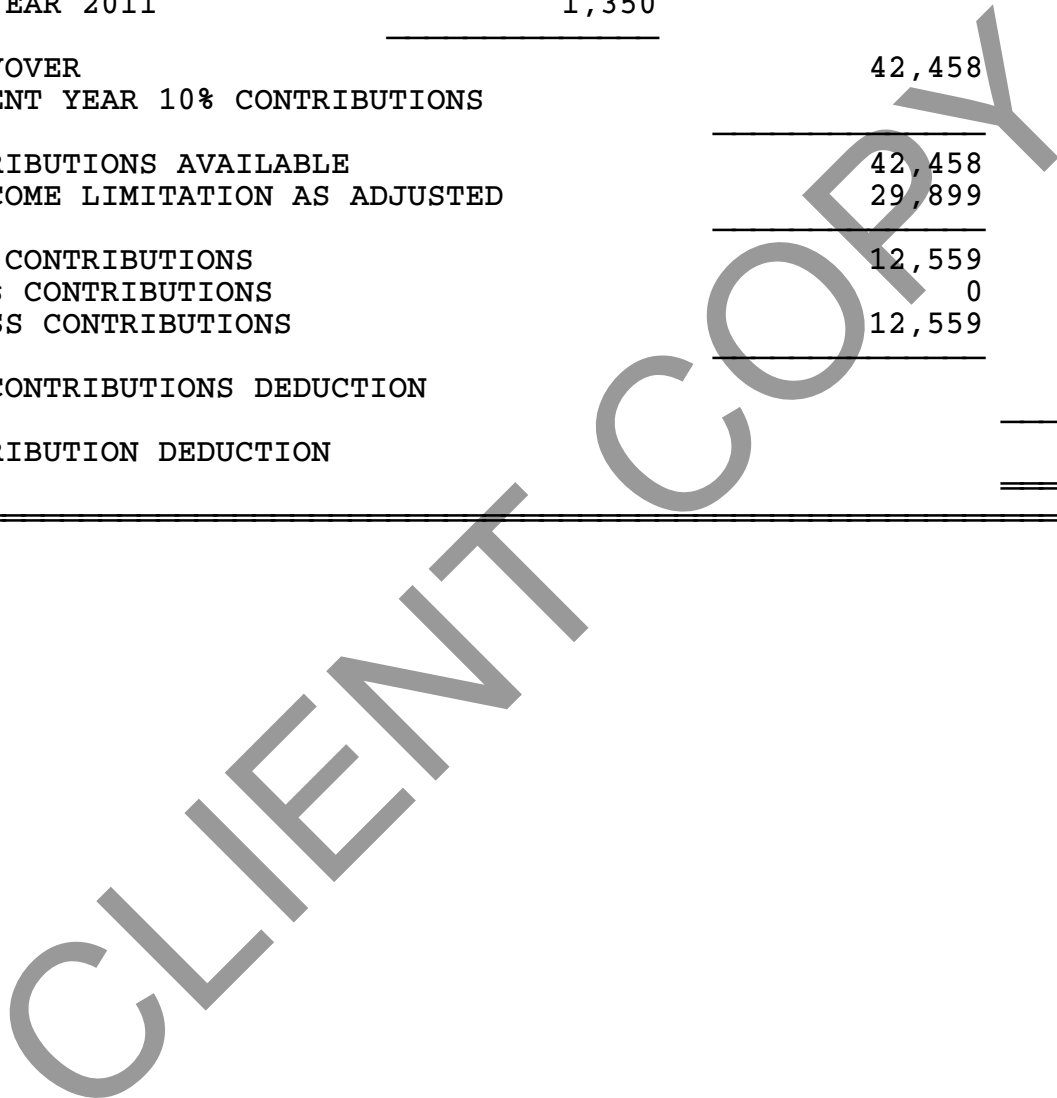 EAR 2011 1,350
OVER 42,458
ENT YEAR 10% CONTRIBUTIONS
RIBUTIONS AVAILABLE 42,458
COME LIMITATION AS ADJUSTED 29,899
CONTRIBUTIONS 12,559
S CONTRIBUTIONS 0
SS CONTRIBUTIONS 12,559
CONTRIBUTIONS DEDUCTION
RIBUTION DEDUCTION
CLIENT COPY